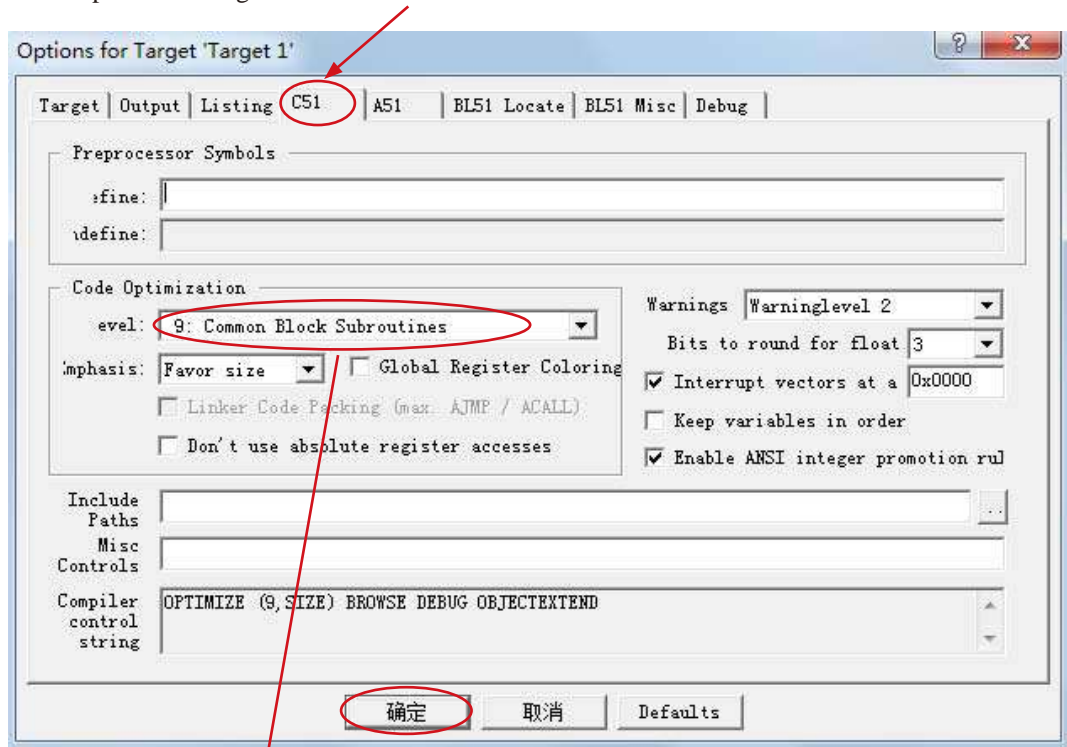 Options for Target 'Target 1'
Target Output Listing C51 A51 BL51 Locate BL51 Misc Debug
Preprocessor Symbols
efine:
define:
Code Optimization
evel: 9: Common Block Subroutines
Warnings Warninglevel 2
Bits to round for float 3
mphasis: Favor size Global Register Coloring
Interrupt vectors at a 0x0000
Linker Code Packing (max. AJMP / ACALL)
Keep variables in order
Don't use absolute register accesses
Enable ANSI integer promotion rul
Include
Paths
..
Misc
Controls
Compiler
control
string
OPTIMIZE (9,SIZE) BROWSE DEBUG OBJECTEXTEND
确定 取消 Defaults